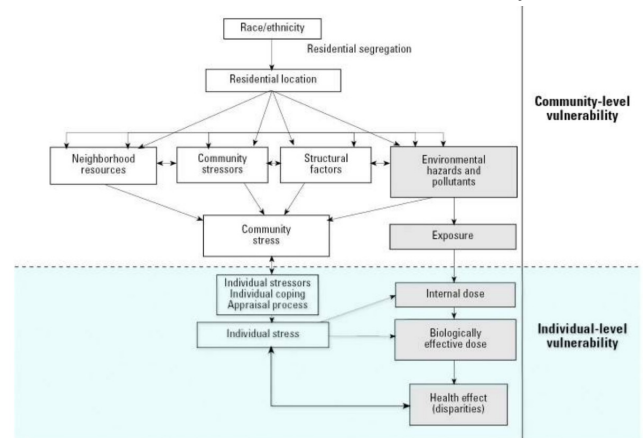 Race/ethnicity
Residential segregation
Residential location
Community-level
vulnerability
Neighborhood
resources
Community
stressors
Structural
factors
Environmental
hazards and
pollutants
Community
stress
Exposure
Individual stressors
Individual coping
Appraisal process
Internal dose
Individual stress
Biologically
effective dose
Individual-level
vulnerability
Health effect
(disparities)